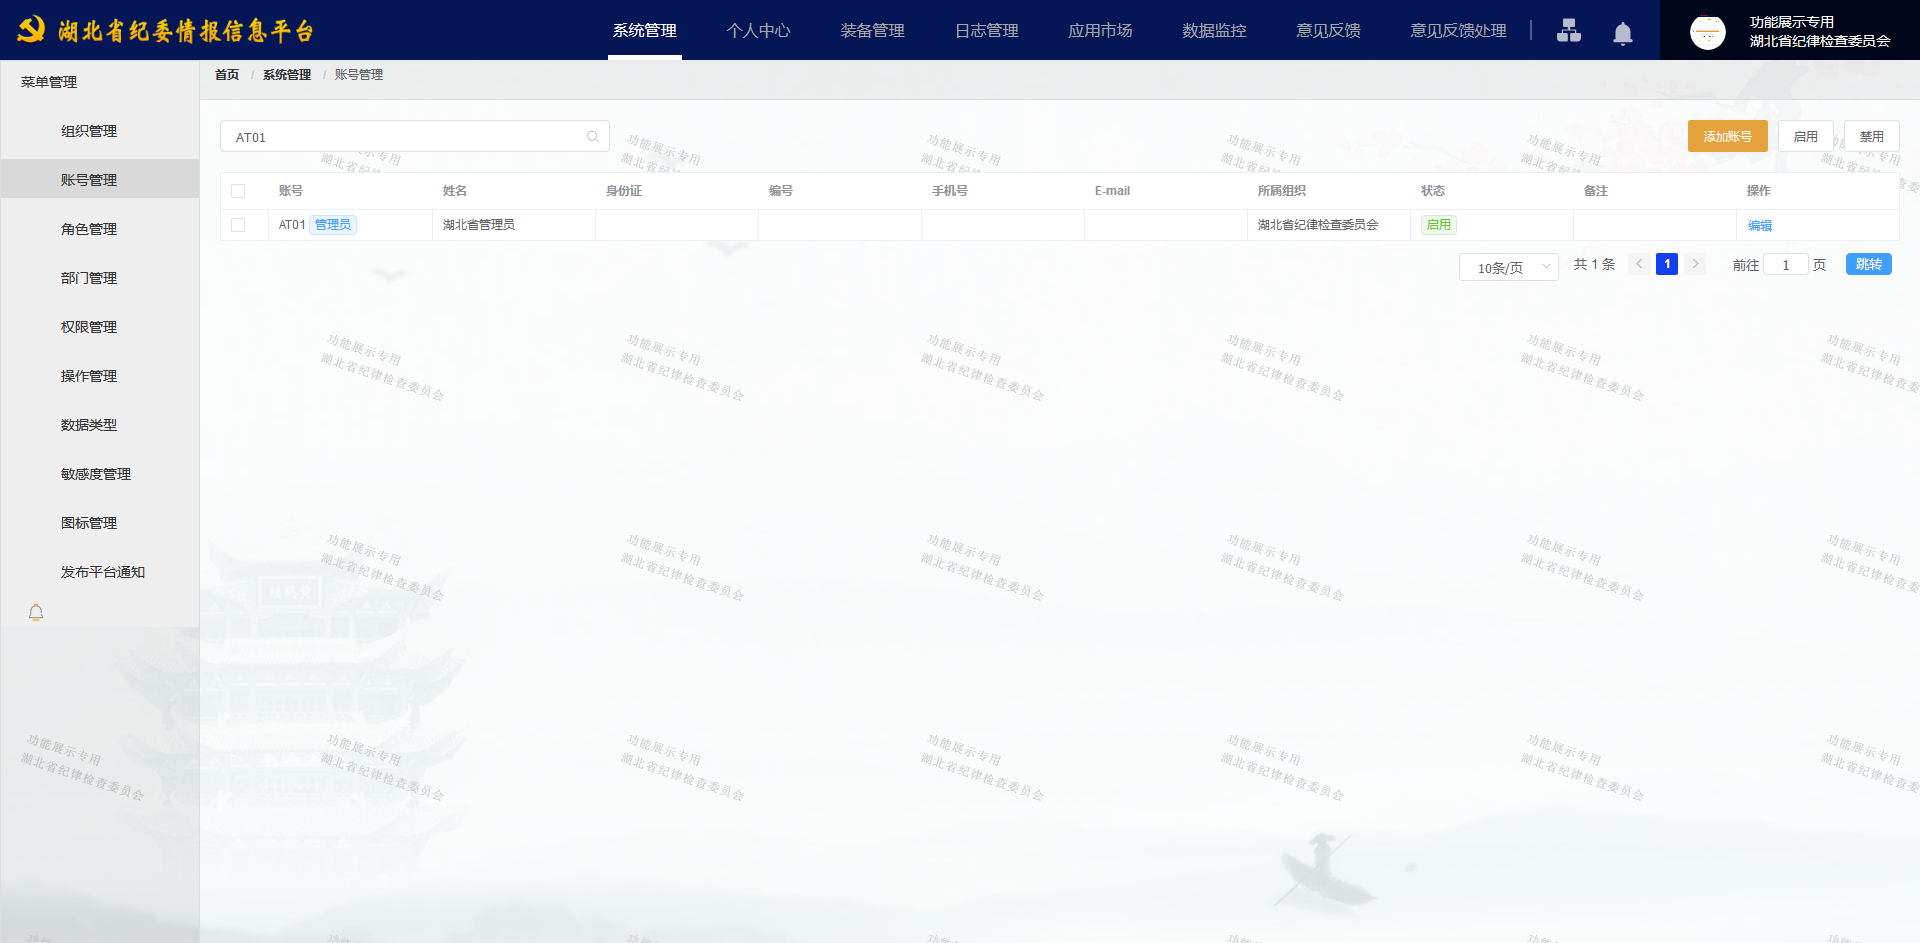 湖北省纪委情报信息平台
系统管理 个人中心 装备管理 日志管理 应用市场 数据监控 意见反馈 意见反馈处理
功能展示专用
湖北省纪律检查委员会
菜单管理
组织管理
账号管理
角色管理
部门管理
权限管理
操作管理
数据类型
敏感度管理
图标管理
发布平台通知
首页 / 系统管理 / 账号管理
AT01
添加账号 启用 禁用
账号 姓名 身份证 编号 手机号 E-mail 所属组织 状态 备注 操作
AT01 管理员 湖北省管理员 湖北省纪律检查委员会 启用 编辑
10条/页 共 1 条 < 1 > 前往 1 页 跳转
功能展示专用
湖北省纪律检查委员会